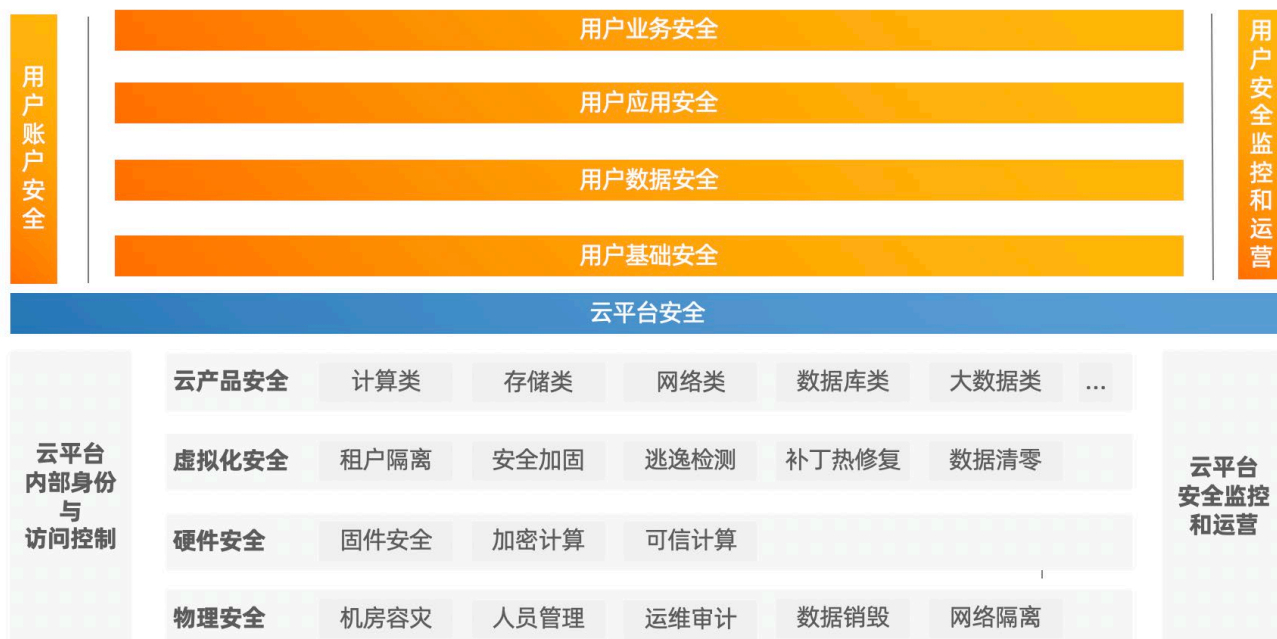 用户账户安全
用户业务安全
用户应用安全
用户数据安全
用户基础安全
用户安全监控和运营
云平台安全
云平台
内部身份
与
访问控制
云产品安全 计算类 存储类 网络类 数据库类 大数据类 ...
虚拟化安全 租户隔离 安全加固 逃逸检测 补丁热修复 数据清零
硬件安全 固件安全 加密计算 可信计算
物理安全 机房容灾 人员管理 运维审计 数据销毁 网络隔离
云平台
安全监控
和运营